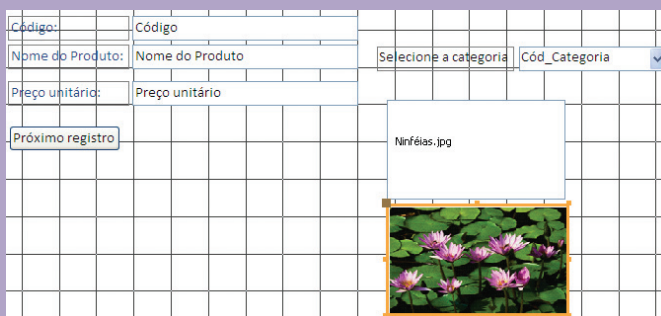 Código: Código
Nome do Produto: Nome do Produto
Selecione a categoria Cód_Categoria
Preço unitário: Preço unitário
Próximo registro
Ninféias.jpg